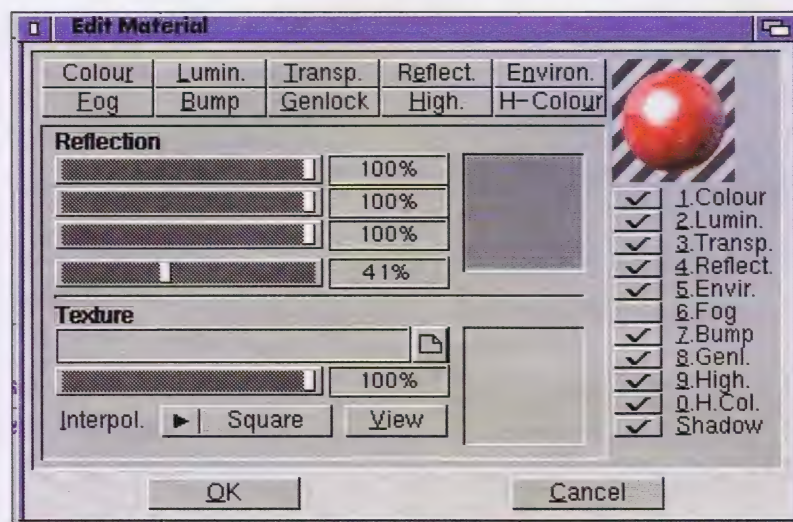 Edit Material
Colour Lumin. Transp. Reflect. Environ.
Fog Bump Genlock High. H-Colour
Reflection
100%
100%
100%
41%
Texture
100%
Interpol. Square View
1.Colour
2.Lumin.
3.Transp.
4.Reflect.
5.Envir.
6.Fog
7.Bump
8.Genl.
9.High.
0.H.Col.
Shadow
OK Cancel